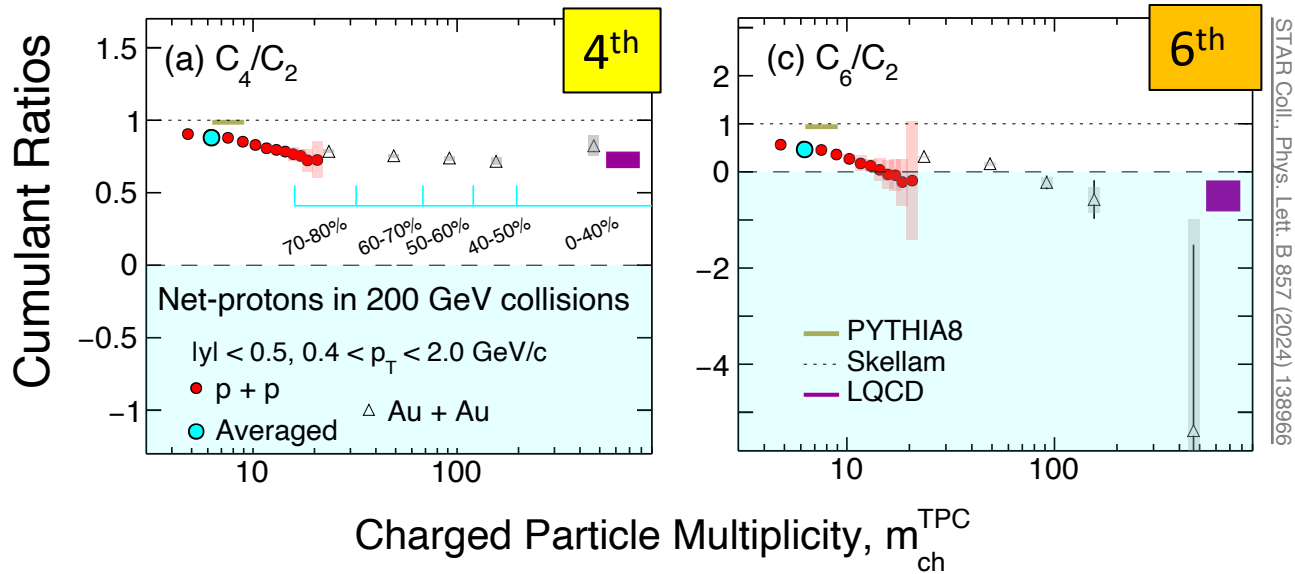 Cumulant Ratios
1.5
1
0.5
0
−0.5
−1
(a) C4/C2
4th
70-80%
60-70%
50-60%
40-50%
0-40%
Net-protons in 200 GeV collisions
|y| < 0.5, 0.4 < pT < 2.0 GeV/c
p + p
Au + Au
Averaged
10
100
2
1
0
−2
−4
(c) C6/C2
6th
PYTHIA8
Skellam
LQCD
10
100
Charged Particle Multiplicity, m_ch^TPC
STAR Coll., Phys. Lett. B 857 (2024) 138966